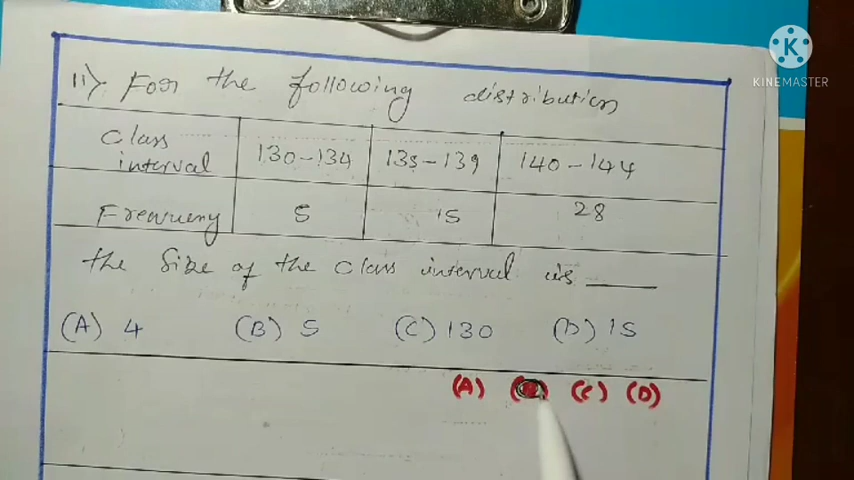 K
KINEMASTER
11) For the following distribution
Class interval 130-134 135-139 140-144
Frequency 5 15 28
the Size of the Class interval is ____
(A) 4 (B) 5 (C) 130 (D) 15
(A) (C) (D)